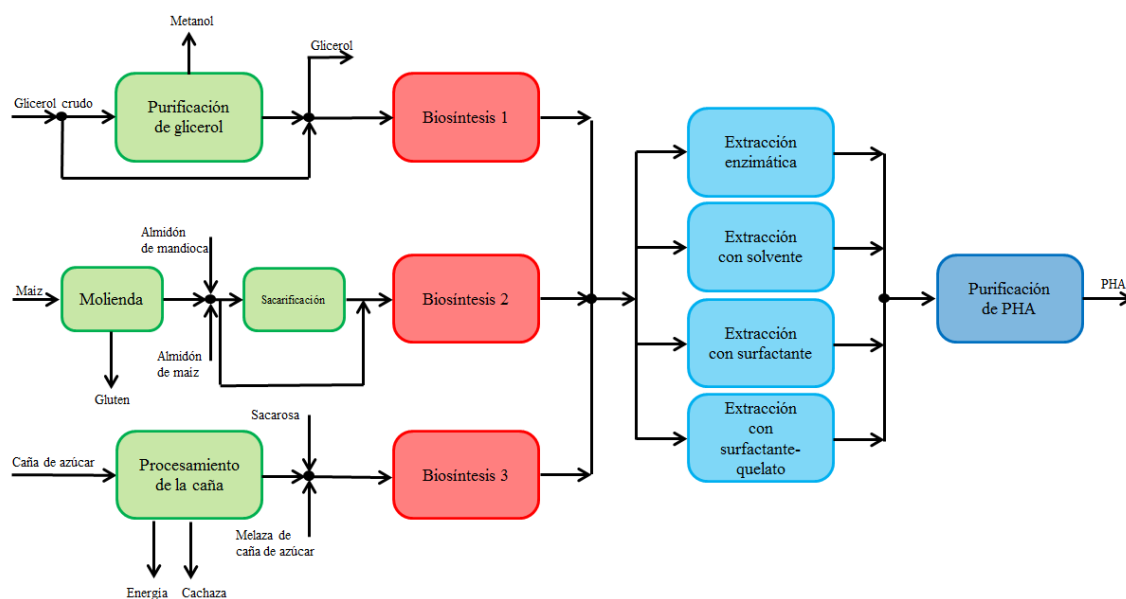 Metanol
Glicerol
Glicerol crudo
Purificación
de glicerol
Biosíntesis 1
Extracción
enzimática
Almidón
de mandioca
Extracción
con solvente
Maíz
Molienda
Sacarificación
Biosíntesis 2
Purificación
de PHA
PHA
Almidón
de maíz
Extracción
con surfactante
Gluten
Sacarosa
Extracción
con
surfactante-
quelato
Caña de azúcar
Procesamiento
de la caña
Biosíntesis 3
Melaza de
caña de azúcar
Energía
Cachaza